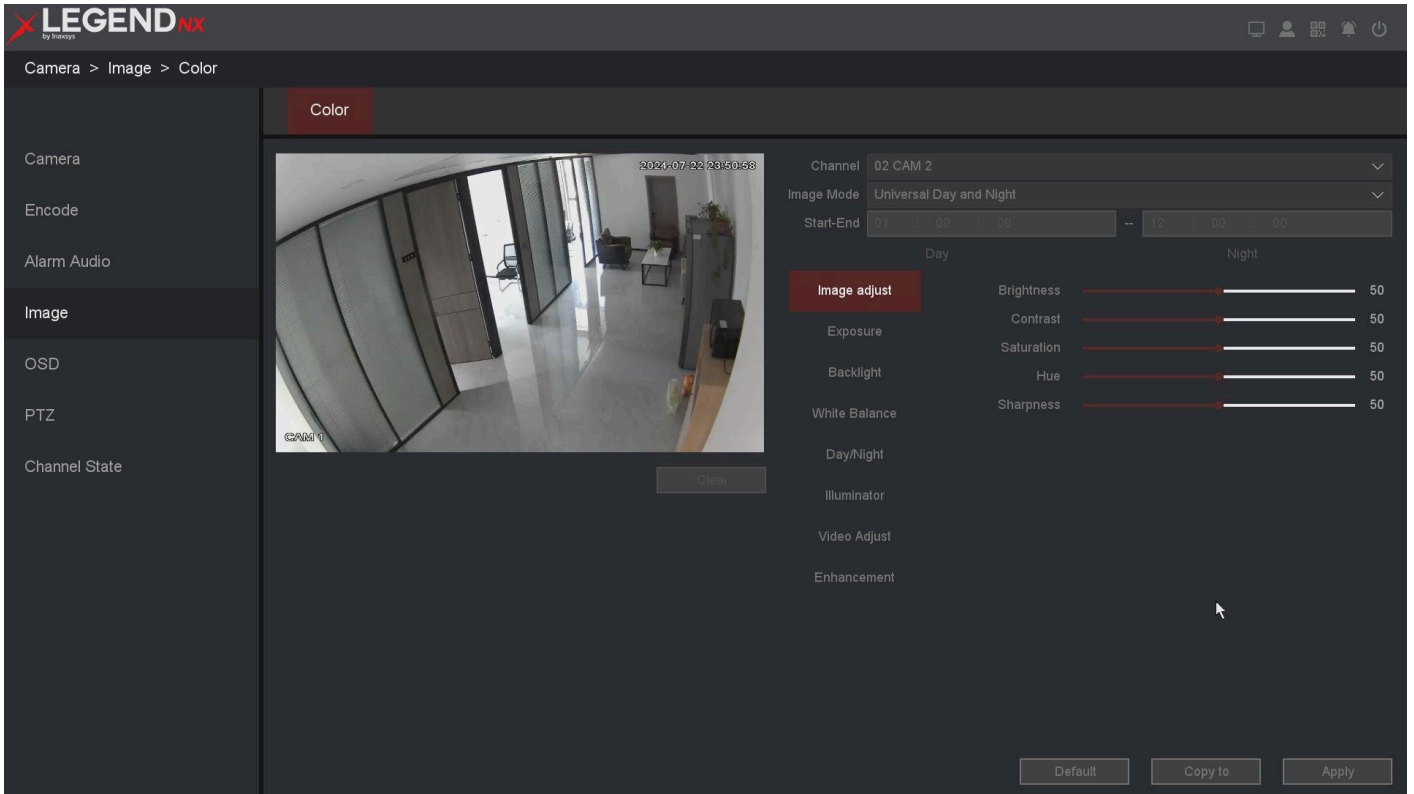 LEGEND NX
by Inaxsys
Camera > Image > Color
Color
Camera
Encode
Alarm Audio
Image
OSD
PTZ
Channel State
2024-07-22 23:50:58
CAM 1
Clear
Channel 02 CAM 2
Image Mode Universal Day and Night
Start-End 01 : 00 : 00 -- 12 : 00 : 00
Day Night
Image adjust
Exposure
Backlight
White Balance
Day/Night
Illuminator
Video Adjust
Enhancement
Brightness 50
Contrast 50
Saturation 50
Hue 50
Sharpness 50
Default Copy to Apply